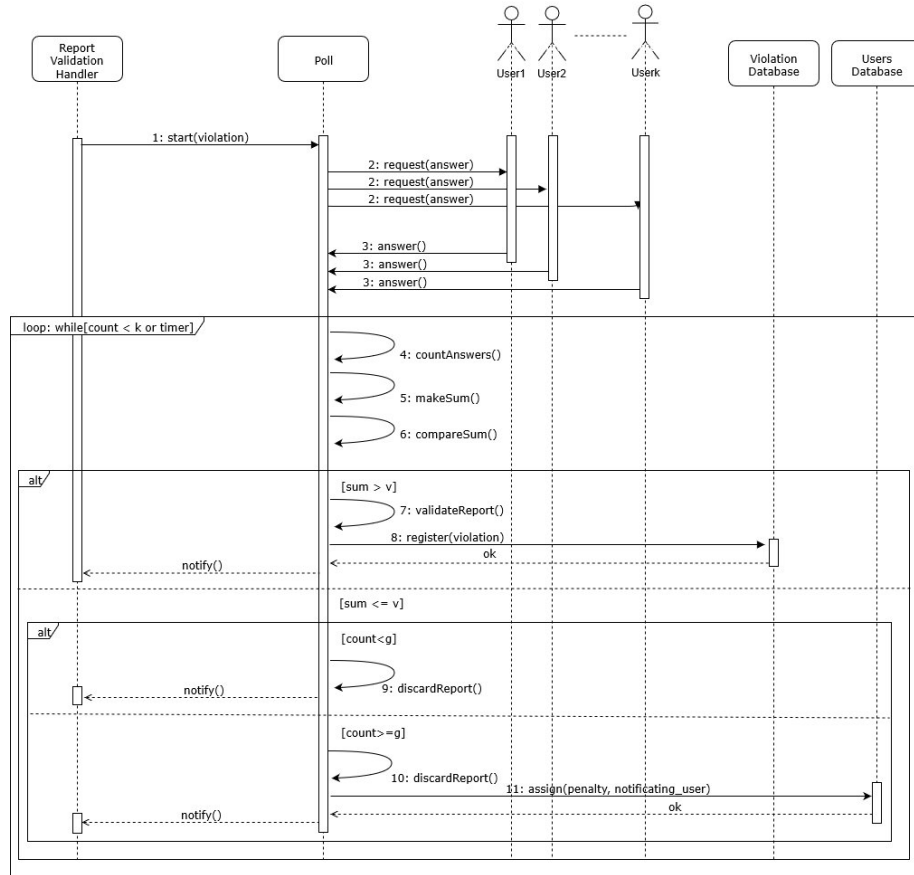 Report
Validation
Handler
Poll
User1
User2
Userk
Violation
Database
Users
Database
1: start(violation)
2: request(answer)
2: request(answer)
2: request(answer)
3: answer()
3: answer()
3: answer()
loop: while[count < k or timer]
4: countAnswers()
5: makeSum()
6: compareSum()
alt
[sum > v]
7: validateReport()
8: register(violation)
ok
notify()
[sum <= v]
alt
[count<g]
9: discardReport()
notify()
[count>=g]
10: discardReport()
11: assign(penalty, notificating_user)
ok
notify()